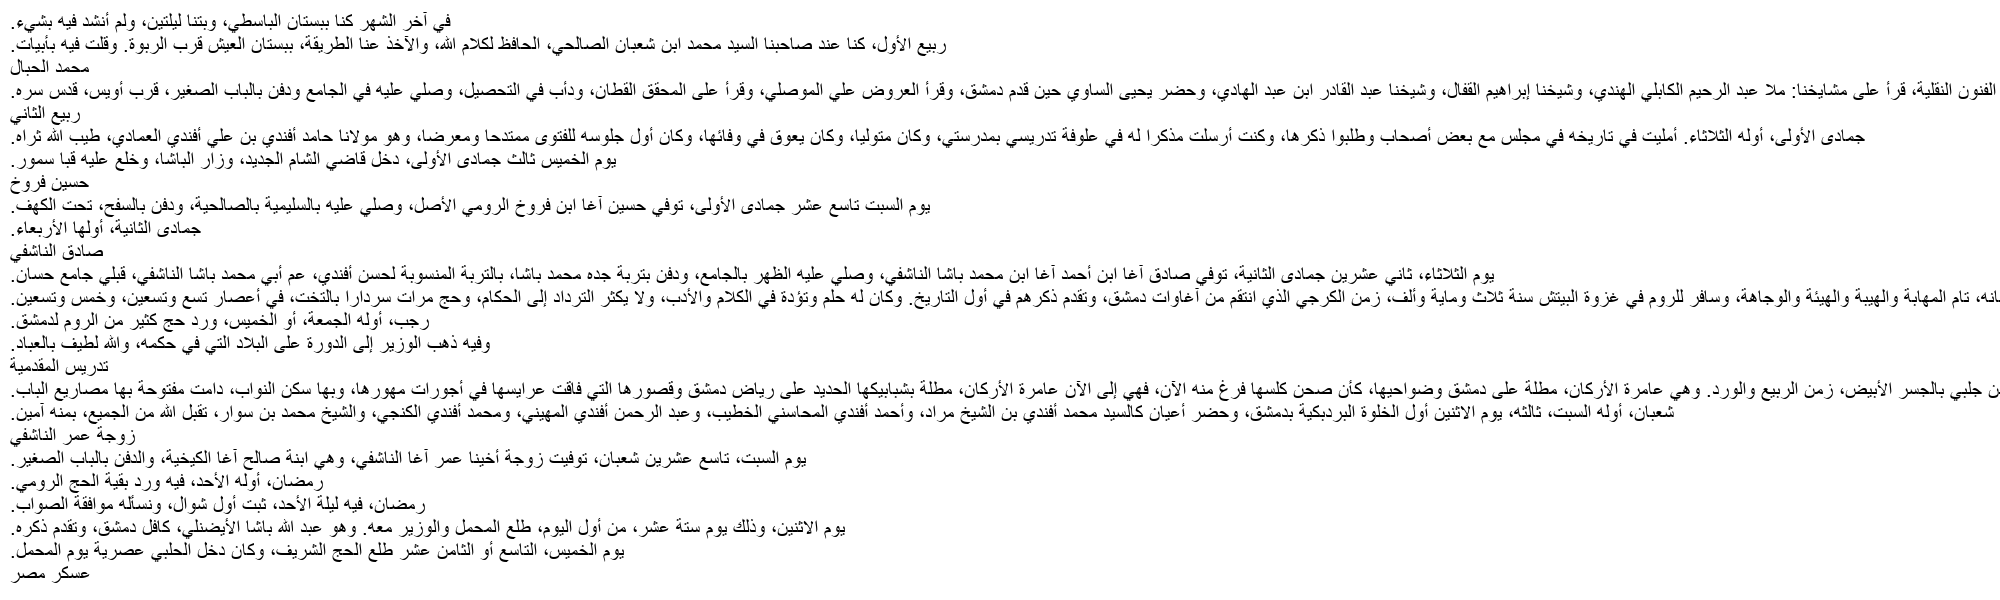 في آخر الشهر كنا ببستان الباسطي، وبتنا ليلتين، ولم أنشد فيه بشيء.
ربيع الأول، كنا عند صاحبنا السيد محمد ابن شعبان الصالحي، الحافظ لكلام الله، والآخذ عنا الطريقة، ببستان العيش قرب الربوة. وقلت فيه بأبيات.
محمد الحبال
الفنون النقلية، قرأ على مشايخنا: ملا عبد الرحيم الكابلي الهندي، وشيخنا إبراهيم القفال، وشيخنا عبد القادر ابن عبد الهادي، وحضر يحيى الساوي حين قدم دمشق، وقرأ العروض علي الموصلي، وقرأ على المحقق القطان، ودأب في التحصيل، وصلي عليه في الجامع ودفن بالباب الصغير، قرب أويس، قدس سره.
ربيع الثاني
جمادى الأولى، أوله الثلاثاء. أمليت في تاريخه في مجلس مع بعض أصحاب وطلبوا ذكرها، وكنت أرسلت مذكرا له في علوفة تدريسي بمدرستي، وكان متوليا، وكان يعوق في وفائها، وكان أول جلوسه للفتوى ممتدحا ومعرضا، وهو مولانا حامد أفندي بن علي أفندي العمادي، طيب الله ثراه.
يوم الخميس ثالث جمادى الأولى، دخل قاضي الشام الجديد، وزار الباشا، وخلع عليه قبا سمور.
حسين فروخ
يوم السبت تاسع عشر جمادى الأولى، توفي حسين آغا ابن فروخ الرومي الأصل، وصلي عليه بالسليمية بالصالحية، ودفن بالسفح، تحت الكهف.
جمادى الثانية، أولها الأربعاء.
صادق الناشفي
يوم الثلاثاء، ثاني عشرين جمادى الثانية، توفي صادق آغا ابن أحمد آغا ابن محمد باشا الناشفي، وصلي عليه الظهر بالجامع، ودفن بتربة جده محمد باشا، بالتربة المنسوبة لحسن أفندي، عم أبي محمد باشا الناشفي، قبلي جامع حسان.
تام المهابة والهيبة والهيئة والوجاهة، وسافر للروم في غزوة البيتش سنة ثلاث وماية وألف، زمن الكرجي الذي انتقم من آغاوات دمشق، وتقدم ذكرهم في أول التاريخ. وكان له حلم وتؤدة في الكلام والأدب، ولا يكثر الترداد إلى الحكام، وحج مرات سردارا بالتخت، في أعصار تسع وتسعين، وخمس وتسعين.
رجب، أوله الجمعة، أو الخميس، ورد حج كثير من الروم لدمشق.
وفيه ذهب الوزير إلى الدورة على البلاد التي في حكمه، والله لطيف بالعباد.
تدريس المقدمية
جلبي بالجسر الأبيض، زمن الربيع والورد. وهي عامرة الأركان، مطلة على دمشق وضواحيها، كأن صحن كلسها فرغ منه الآن، فهي إلى الآن عامرة الأركان، مطلة بشبابيكها الحديد على رياض دمشق وقصورها التي فاقت عرايسها في أجورات مهورها، وبها سكن النواب، دامت مفتوحة بها مصاريع الباب.
شعبان، أوله السبت، ثالثه، يوم الاثنين أول الخلوة البردبكية بدمشق، وحضر أعيان كالسيد محمد أفندي بن الشيخ مراد، وأحمد أفندي المحاسني الخطيب، وعبد الرحمن أفندي المهيني، ومحمد أفندي الكنجي، والشيخ محمد بن سوار، تقبل الله من الجميع، بمنه آمين.
زوجة عمر الناشفي
يوم السبت، تاسع عشرين شعبان، توفيت زوجة أخينا عمر آغا الناشفي، وهي ابنة صالح آغا الكيخية، والدفن بالباب الصغير.
رمضان، أوله الأحد، فيه ورد بقية الحج الرومي.
رمضان، فيه ليلة الأحد، ثبت أول شوال، ونسأله موافقة الصواب.
يوم الاثنين، وذلك يوم ستة عشر، من أول اليوم، طلع المحمل والوزير معه. وهو عبد الله باشا الأيضنلي، كافل دمشق، وتقدم ذكره.
يوم الخميس، التاسع أو الثامن عشر طلع الحج الشريف، وكان دخل الحلبي عصرية يوم المحمل.
عسكر مصر